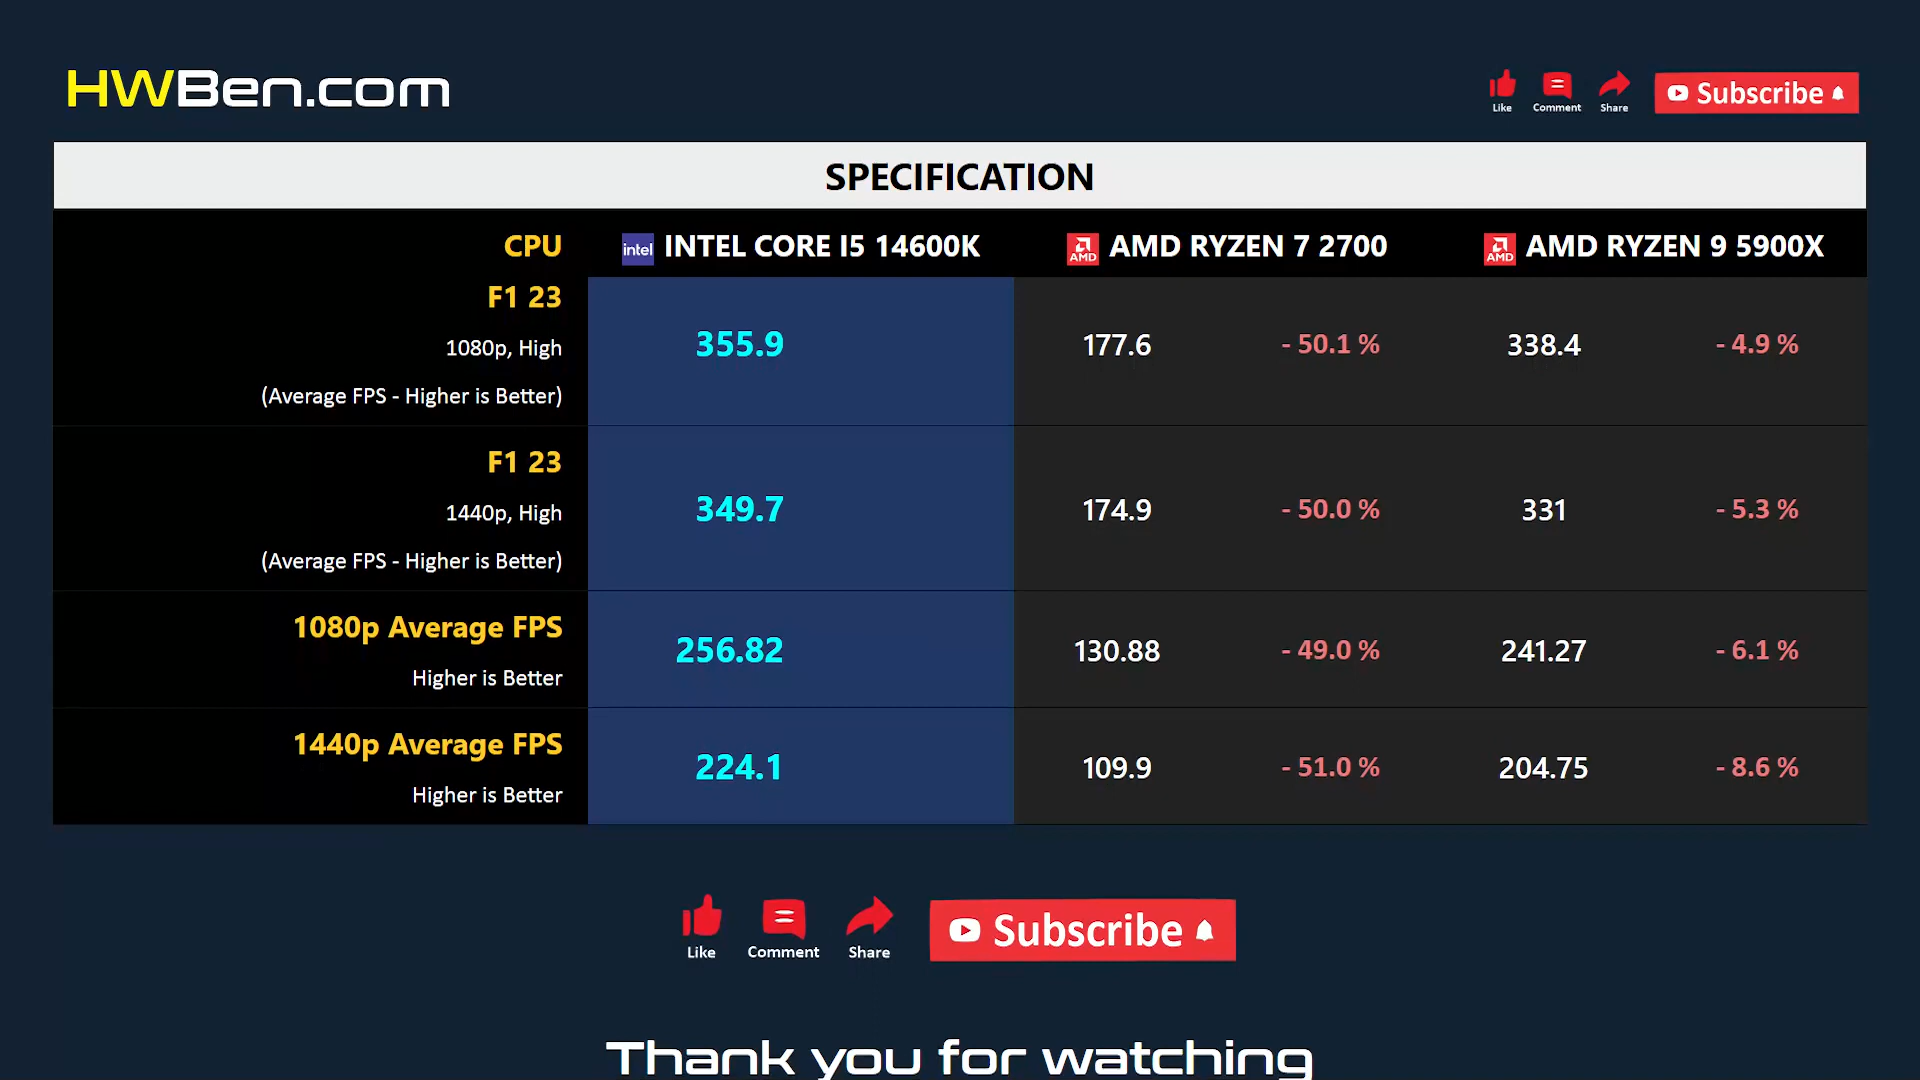 HWBen.com
Like Comment Share Subscribe
SPECIFICATION
CPU intel INTEL CORE I5 14600K AMD AMD RYZEN 7 2700 AMD AMD RYZEN 9 5900X
F1 23
1080p, High 355.9 177.6 - 50.1 % 338.4 - 4.9 %
(Average FPS - Higher is Better)
F1 23
1440p, High 349.7 174.9 - 50.0 % 331 - 5.3 %
(Average FPS - Higher is Better)
1080p Average FPS 256.82 130.88 - 49.0 % 241.27 - 6.1 %
Higher is Better
1440p Average FPS 224.1 109.9 - 51.0 % 204.75 - 8.6 %
Higher is Better
Like Comment Share Subscribe
Thank you for watching